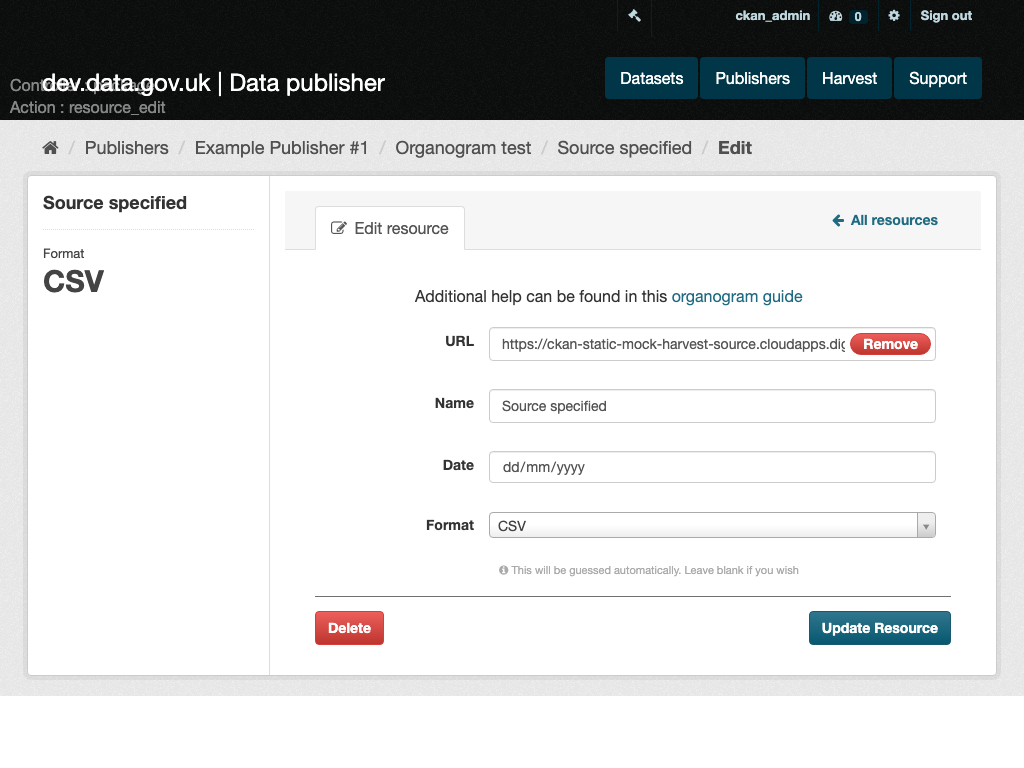 ckan_admin 0 Sign out
dev.data.gov.uk | Data publisher
Action : resource_edit
Datasets Publishers Harvest Support
/ Publishers / Example Publisher #1 / Organogram test / Source specified / Edit
Source specified
Format
CSV
Edit resource
All resources
Additional help can be found in this organogram guide
URL https://ckan-static-mock-harvest-source.cloudapps.dig Remove
Name Source specified
Date dd/mm/yyyy
Format CSV
This will be guessed automatically. Leave blank if you wish
Delete Update Resource